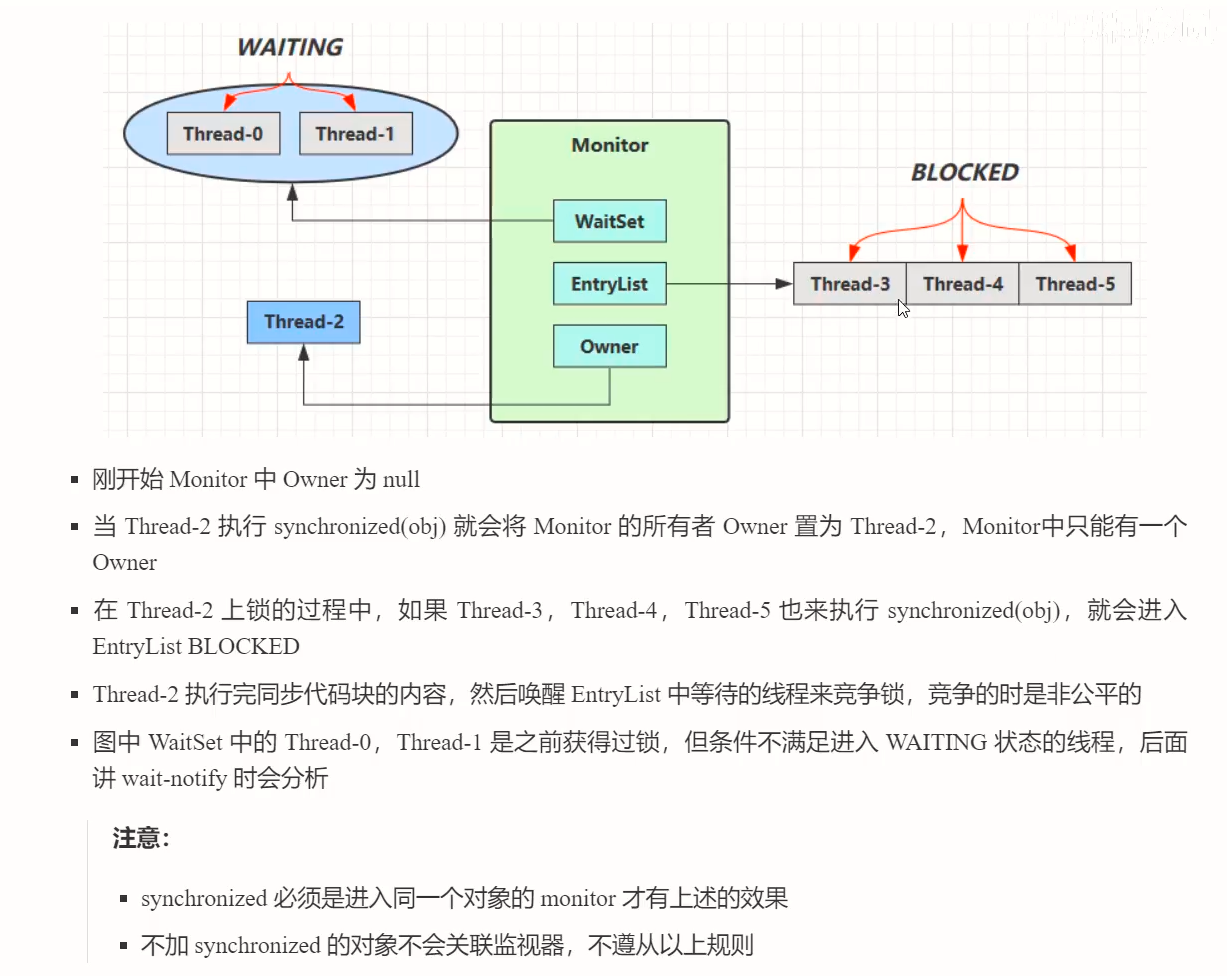 WAITING
Thread-0
Thread-1
Monitor
BLOCKED
WaitSet
EntryList
Thread-3
Thread-4
Thread-5
Thread-2
Owner
刚开始 Monitor 中 Owner 为 null
当 Thread-2 执行 synchronized(obj) 就会将 Monitor 的所有者 Owner 置为 Thread-2，Monitor中只能有一个
Owner
在 Thread-2 上锁的过程中，如果 Thread-3，Thread-4，Thread-5 也来执行 synchronized(obj)，就会进入
EntryList BLOCKED
Thread-2 执行完同步代码块的内容，然后唤醒 EntryList 中等待的线程来竞争锁，竞争的时是非公平的
图中 WaitSet 中的 Thread-0，Thread-1 是之前获得过锁，但条件不满足进入 WAITING 状态的线程，后面
讲 wait-notify 时会分析
注意：
synchronized 必须是进入同一个对象的 monitor 才有上述的效果
不加 synchronized 的对象不会关联监视器，不遵从以上规则